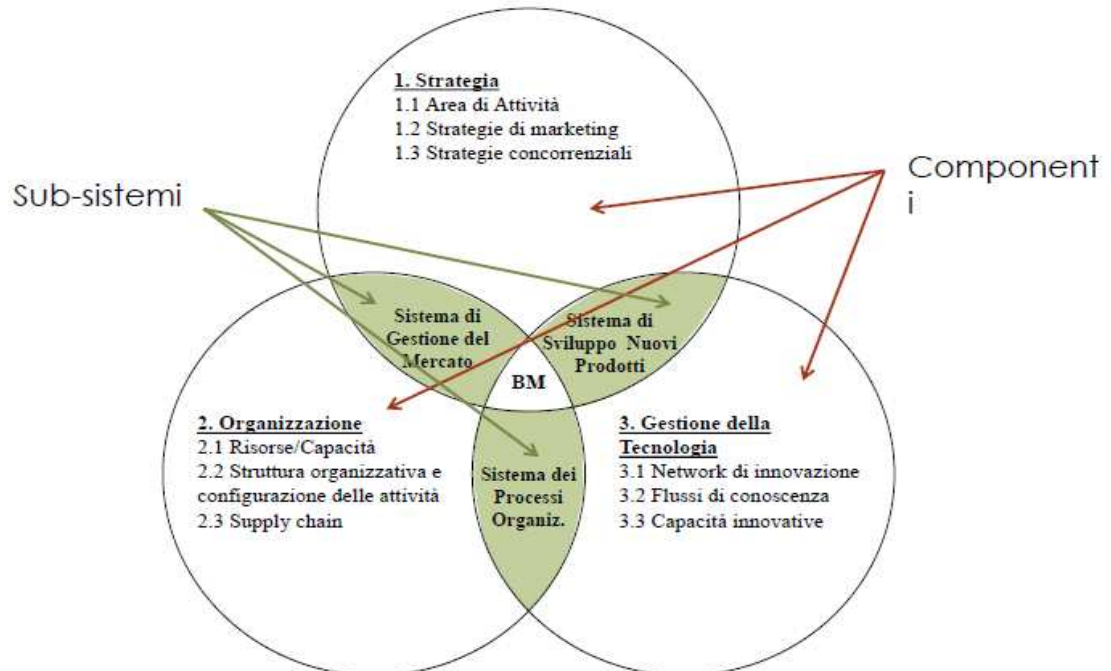 1. Strategia
1.1 Area di Attività
1.2 Strategie di marketing
1.3 Strategie concorrenziali
Sub-sistemi
Component
i
Sistema di
Gestione del
Mercato
Sistema di
Sviluppo Nuovi
Prodotti
BM
2. Organizzazione
2.1 Risorse/Capacità
2.2 Struttura organizzativa e
configurazione delle attività
2.3 Supply chain
Sistema dei
Processi
Organiz.
3. Gestione della
Tecnologia
3.1 Network di innovazione
3.2 Flussi di conoscenza
3.3 Capacità innovative